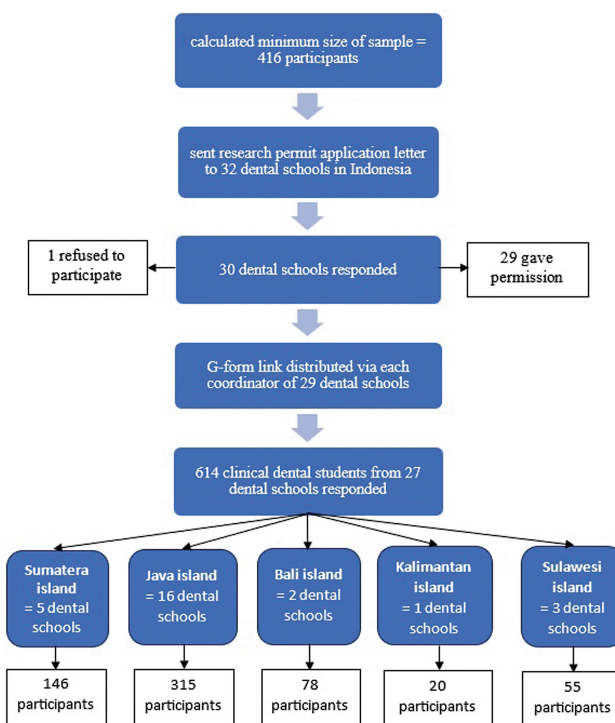 calculated minimum size of sample =
416 participants
sent research permit application letter
to 32 dental schools in Indonesia
1 refused to
participate
30 dental schools responded
29 gave
permission
G-form link distributed via each
coordinator of 29 dental schools
614 clinical dental students from 27
dental schools responded
Sumatera
island
= 5 dental
schools
Java island
= 16 dental
schools
Bali island
= 2 dental
schools
Kalimantan
island
= 1 dental
schools
Sulawesi
island
= 3 dental
schools
146
participants
315
participants
78
participants
20
participants
55
participants